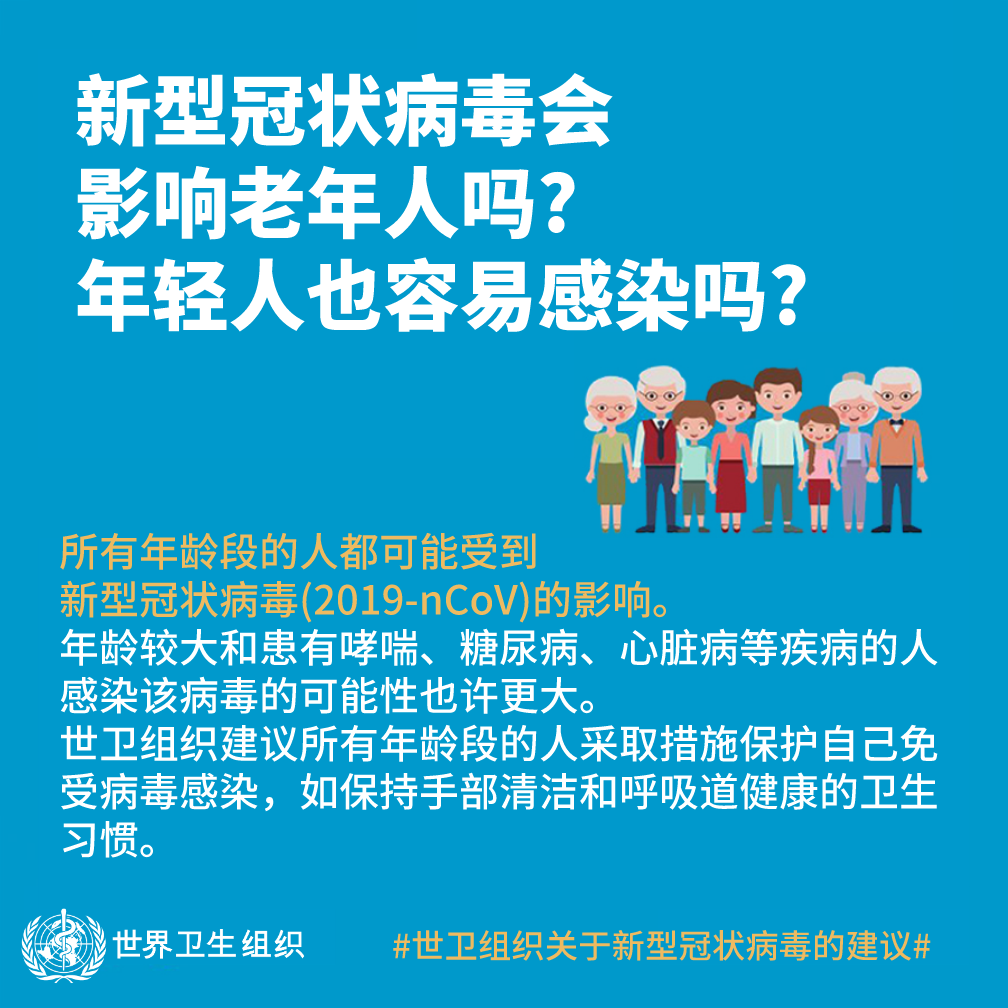 新型冠状病毒会
影响老年人吗?
年轻人也容易感染吗?
所有年龄段的人都可能受到
新型冠状病毒(2019-nCoV)的影响。
年龄较大和患有哮喘、糖尿病、心脏病等疾病的人
感染该病毒的可能性也许更大。
世卫组织建议所有年龄段的人采取措施保护自己免
受病毒感染，如保持手部清洁和呼吸道健康的卫生
习惯。
世界卫生组织
#世卫组织关于新型冠状病毒的建议#